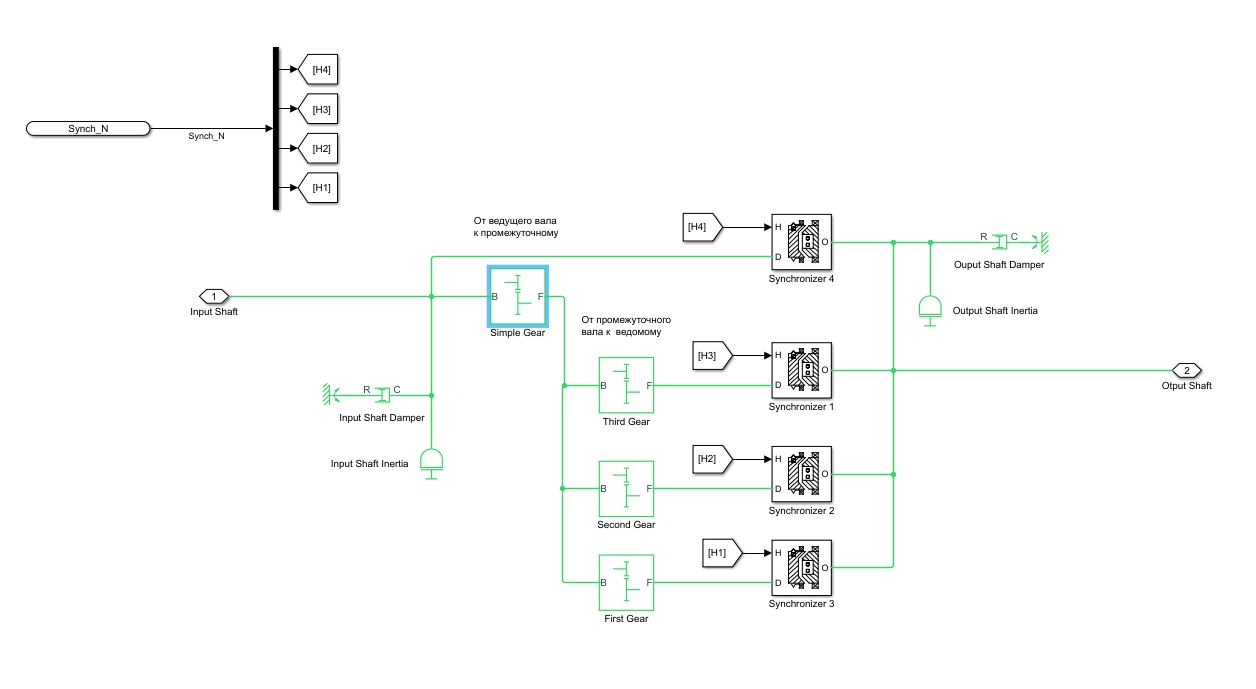 [H4]
[H3]
Synch_N
Synch_N
[H2]
[H1]
От ведущего вала
к промежуточному
[H4]
H
O
D
Synchronizer 4
R
C
Ouput Shaft Damper
1
Input Shaft
B
F
Simple Gear
Output Shaft Inertia
От промежуточного
вала к ведомому
[H3]
H
O
D
Synchronizer 1
B
F
Third Gear
2
Otput Shaft
R
C
Input Shaft Damper
Input Shaft Inertia
[H2]
H
O
D
Synchronizer 2
B
F
Second Gear
[H1]
H
O
D
Synchronizer 3
B
F
First Gear